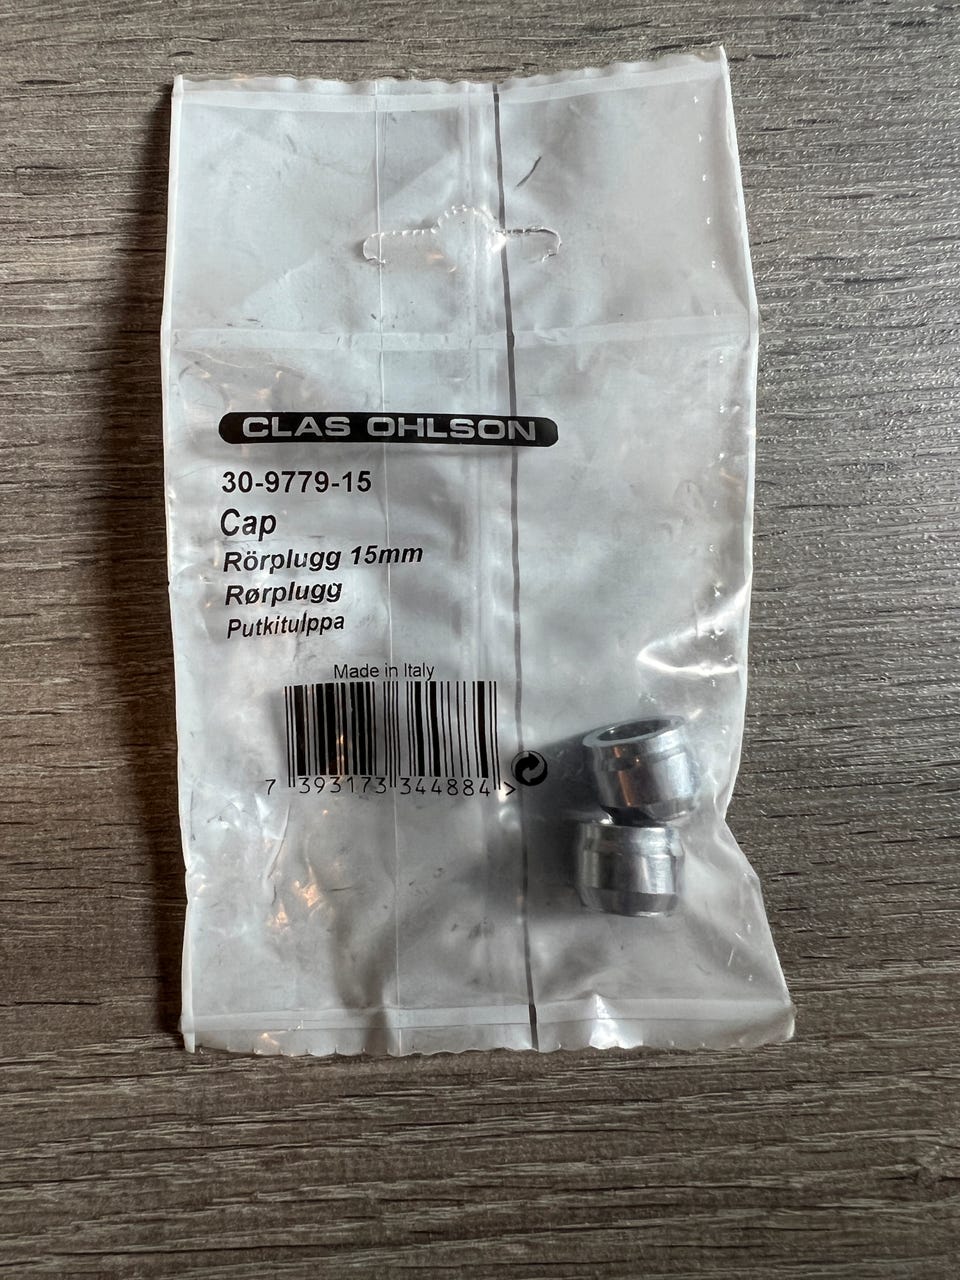 CLAS OHLSON
30-9779-15
Cap
Rörplugg 15mm
Rørplugg
Putkitulppa
Made in Italy
7 393173 344884 >